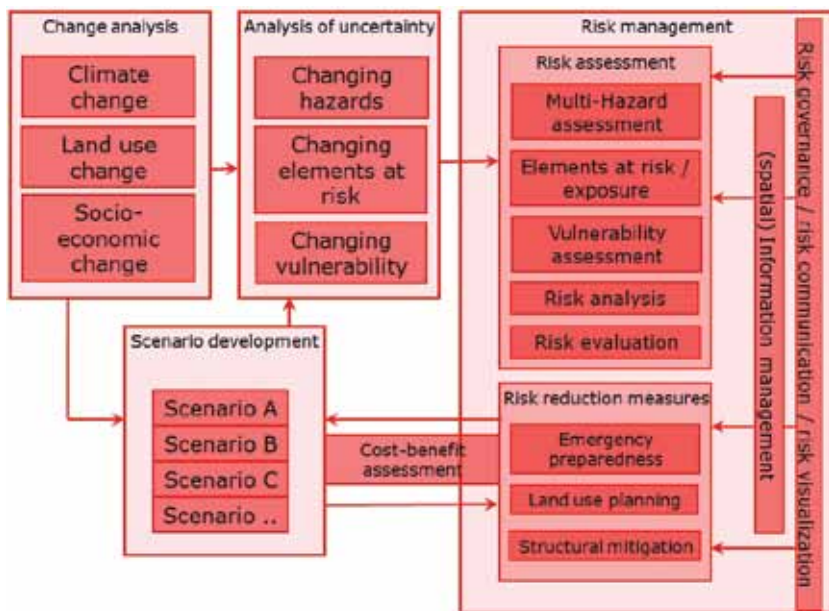 Change analysis
Climate
change
Land use
change
Socio-
economic
change
Analysis of uncertainty
Changing
hazards
Changing
elements at
risk
Changing
vulnerability
Scenario development
Scenario A
Scenario B
Scenario C
Scenario ..
Cost-benefit
assessment
Risk management
Risk assessment
Multi-Hazard
assessment
Elements at risk /
exposure
Vulnerability
assessment
Risk analysis
Risk evaluation
Risk reduction measures
Emergency
preparedness
Land use planning
Structural mitigation
(spatial) Information management
Risk governance / risk communication / risk visualization